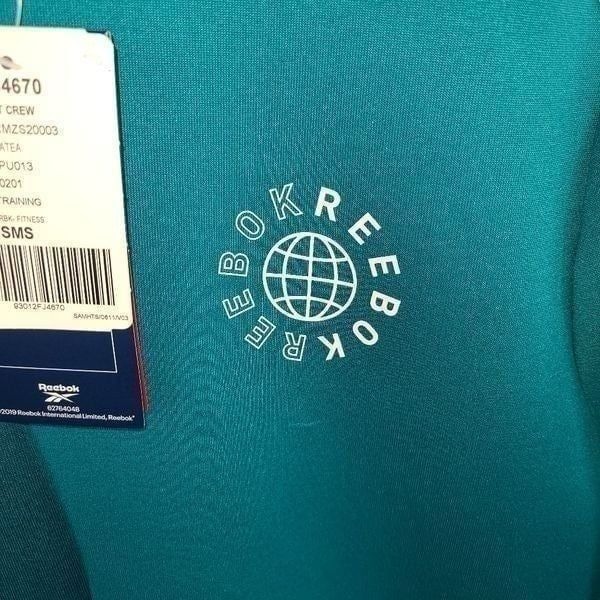 4670
T CREW
MZS20003
ATEA
PU013
0201
TRAINING
RBK- FITNESS
SMS
93012FJ4670
SAMHTS/0611/V03
Reebok
62764048
2019 Reebok International Limited, Reebok
REEBOK
REEBOK